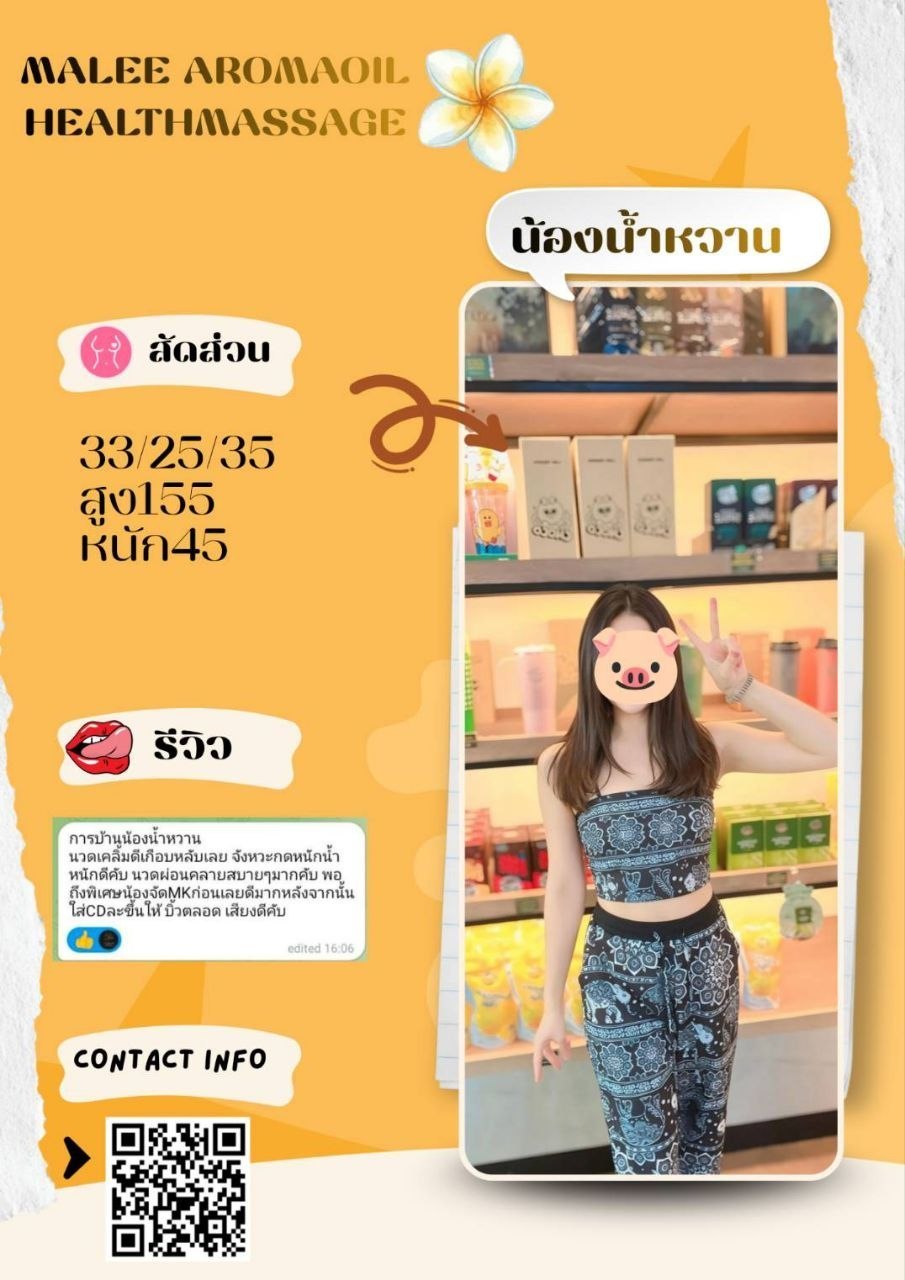 MALEE AROMAOIL
HEALTHMASSAGE
น้องน้ำหวาน
สัดส่วน
33/25/35
สูง155
หนัก45
รีวิว
การบ้านน้องน้ำหวาน
นวดเคลิ้มดีเกือบหลับเลย จังหวะกดหนักน้ำ
หนักดีคับ นวดผ่อนคลายสบายๆมากคับ พอ
ถึงพิเศษน้องจัดMKก่อนเลยดีมากหลังจากนั้น
ใส่CDละขึ้นให้ บิ้วตลอด เสียงดีคับ
edited 16:06
CONTACT INFO